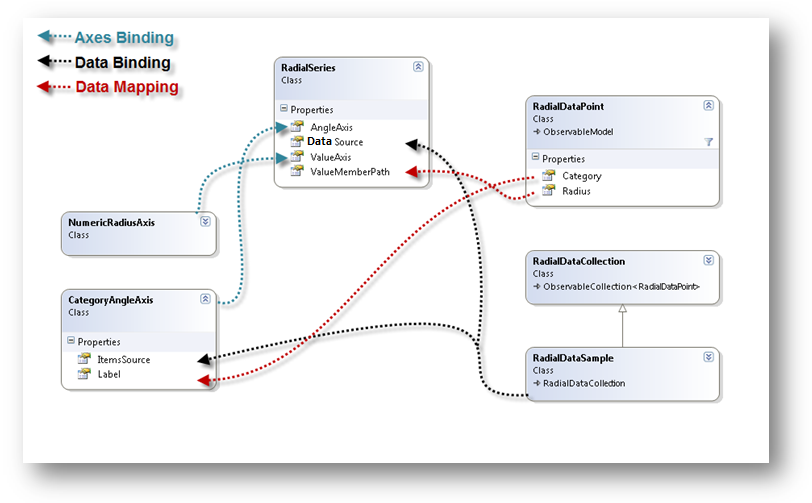 Axes Binding
Data Binding
Data Mapping
RadialSeries
Class
Properties
AngleAxis
Data Source
ValueAxis
ValueMemberPath
RadialDataPoint
Class
ObservableModel
Properties
Category
Radius
NumericRadiusAxis
Class
CategoryAngleAxis
Class
Properties
ItemsSource
Label
RadialDataCollection
Class
ObservableCollection<RadialDataPoint>
RadialDataSample
Class
RadialDataCollection